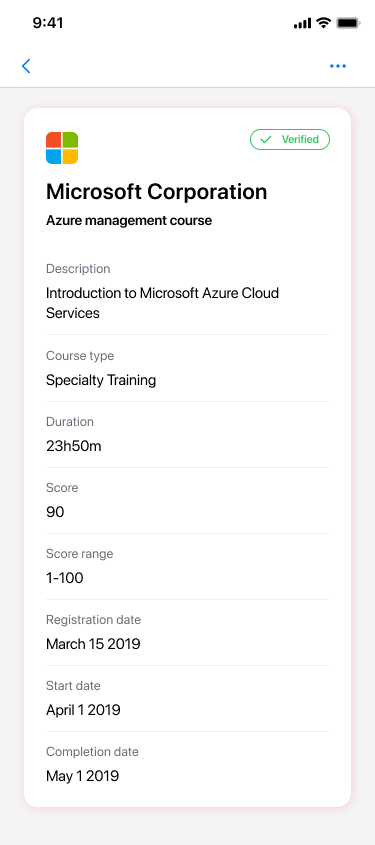 9:41
Verified
Microsoft Corporation
Azure management course
Description
Introduction to Microsoft Azure Cloud
Services
Course type
Specialty Training
Duration
23h50m
Score
90
Score range
1-100
Registration date
March 15 2019
Start date
April 1 2019
Completion date
May 1 2019